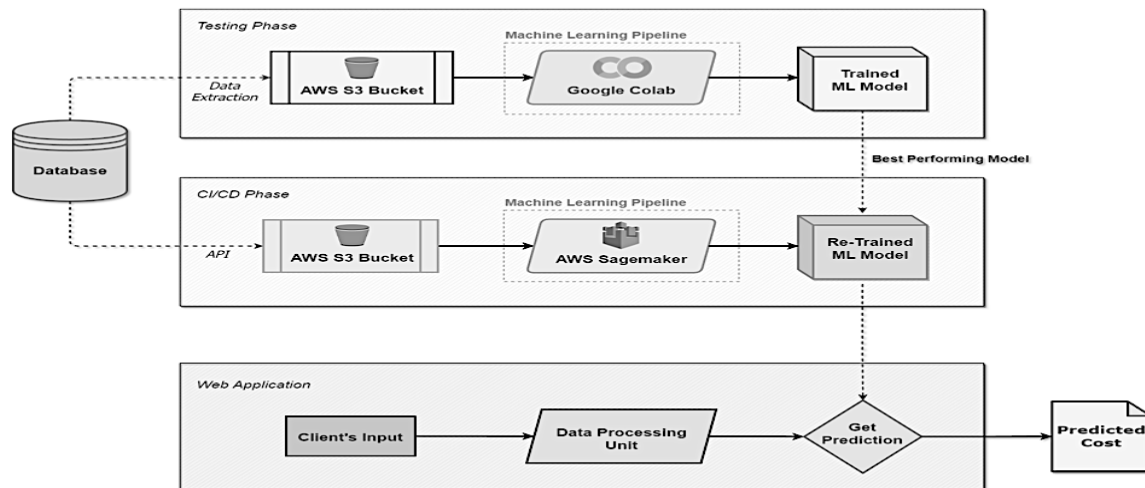 Testing Phase
Machine Learning Pipeline
Data
Extraction
AWS S3 Bucket
Google Colab
Trained
ML Model
Database
Best Performing Model
CI/CD Phase
Machine Learning Pipeline
API
AWS S3 Bucket
AWS Sagemaker
Re-Trained
ML Model
Web Application
Client's Input
Data Processing
Unit
Get
Prediction
Predicted
Cost